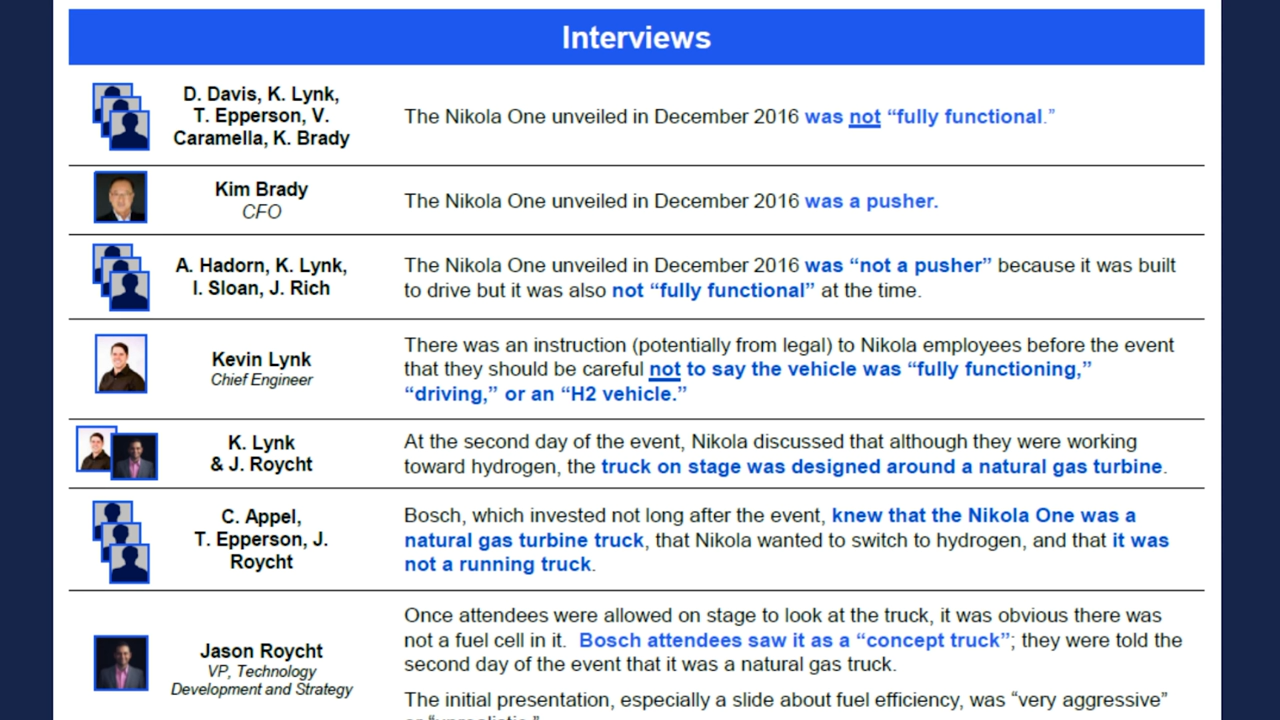 Interviews
D. Davis, K. Lynk,
T. Epperson, V.
Caramella, K. Brady
The Nikola One unveiled in December 2016 was not “fully functional.”
Kim Brady
CFO
The Nikola One unveiled in December 2016 was a pusher.
A. Hadorn, K. Lynk,
I. Sloan, J. Rich
The Nikola One unveiled in December 2016 was “not a pusher” because it was built
to drive but it was also not “fully functional” at the time.
Kevin Lynk
Chief Engineer
There was an instruction (potentially from legal) to Nikola employees before the event
that they should be careful not to say the vehicle was “fully functioning,”
“driving,” or an “H2 vehicle.”
K. Lynk
& J. Roycht
At the second day of the event, Nikola discussed that although they were working
toward hydrogen, the truck on stage was designed around a natural gas turbine.
C. Appel,
T. Epperson, J.
Roycht
Bosch, which invested not long after the event, knew that the Nikola One was a
natural gas turbine truck, that Nikola wanted to switch to hydrogen, and that it was
not a running truck.
Jason Roycht
VP, Technology
Development and Strategy
Once attendees were allowed on stage to look at the truck, it was obvious there was
not a fuel cell in it. Bosch attendees saw it as a “concept truck”; they were told the
second day of the event that it was a natural gas truck.
The initial presentation, especially a slide about fuel efficiency, was “very aggressive”